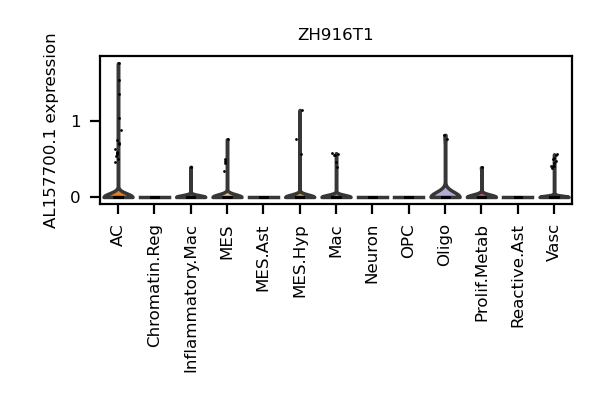 ZH916T1
AL157700.1 expression
1
0
AC
Chromatin.Reg
Inflammatory.Mac
MES
MES.Ast
MES.Hyp
Mac
Neuron
OPC
Oligo
Prolif.Metab
Reactive.Ast
Vasc